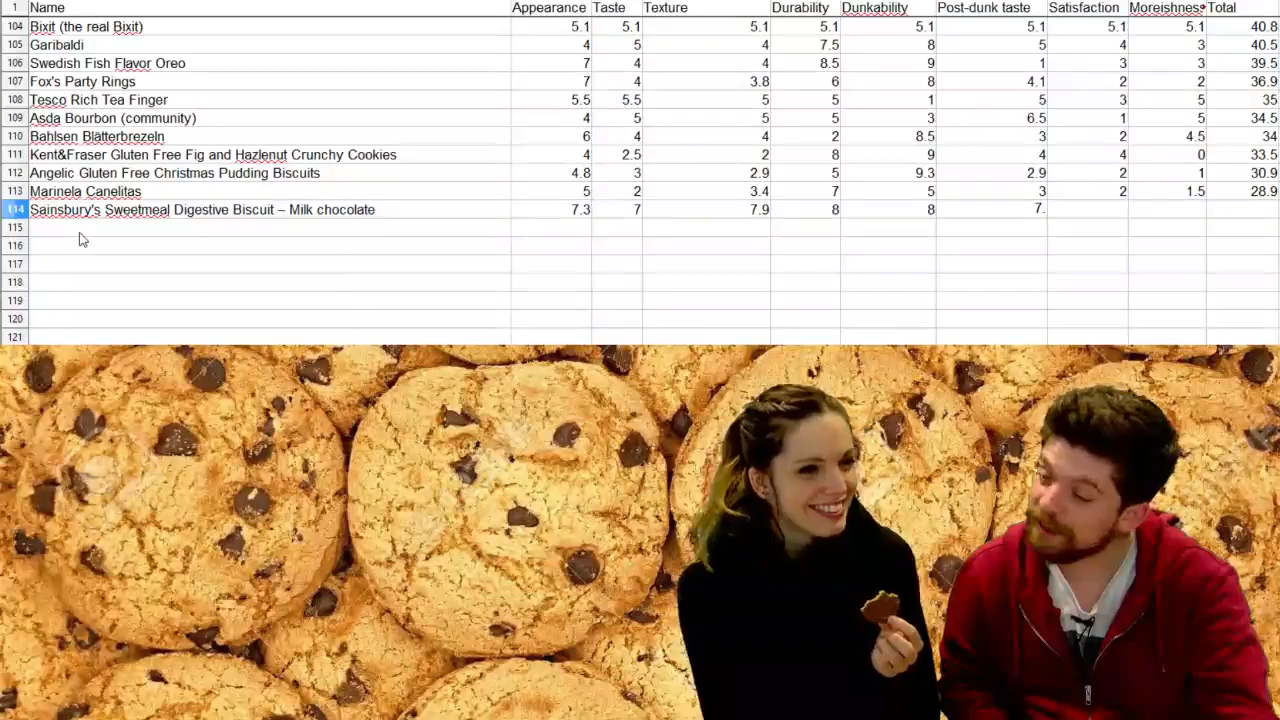 1 Name Appearance Taste Texture Durability Dunkability Post-dunk taste Satisfaction Moreishnes Total
104 Bixit (the real Bixit) 5.1 5.1 5.1 5.1 5.1 5.1 5.1 5.1 40.8
105 Garibaldi 4 5 4 7.5 8 5 4 3 40.5
106 Swedish Fish Flavor Oreo 7 4 4 8.5 9 1 3 3 39.5
107 Fox's Party Rings 7 4 3.8 6 8 4.1 2 2 36.9
108 Tesco Rich Tea Finger 5.5 5.5 5 5 1 5 3 5 35
109 Asda Bourbon (community) 4 5 5 5 3 6.5 1 5 34.5
110 Bahlsen Blätterbrezeln 6 4 4 2 8.5 3 2 4.5 34
111 Kent&Fraser Gluten Free Fig and Hazlenut Crunchy Cookies 4 2.5 2 8 9 4 4 0 33.5
112 Angelic Gluten Free Christmas Pudding Biscuits 4.8 3 2.9 5 9.3 2.9 2 1 30.9
113 Marinela Canelitas 5 2 3.4 7 5 3 2 1.5 28.9
114 Sainsbury's Sweetmeal Digestive Biscuit – Milk chocolate 7.3 7 7.9 8 8 7.
115
116
117
118
119
120
121